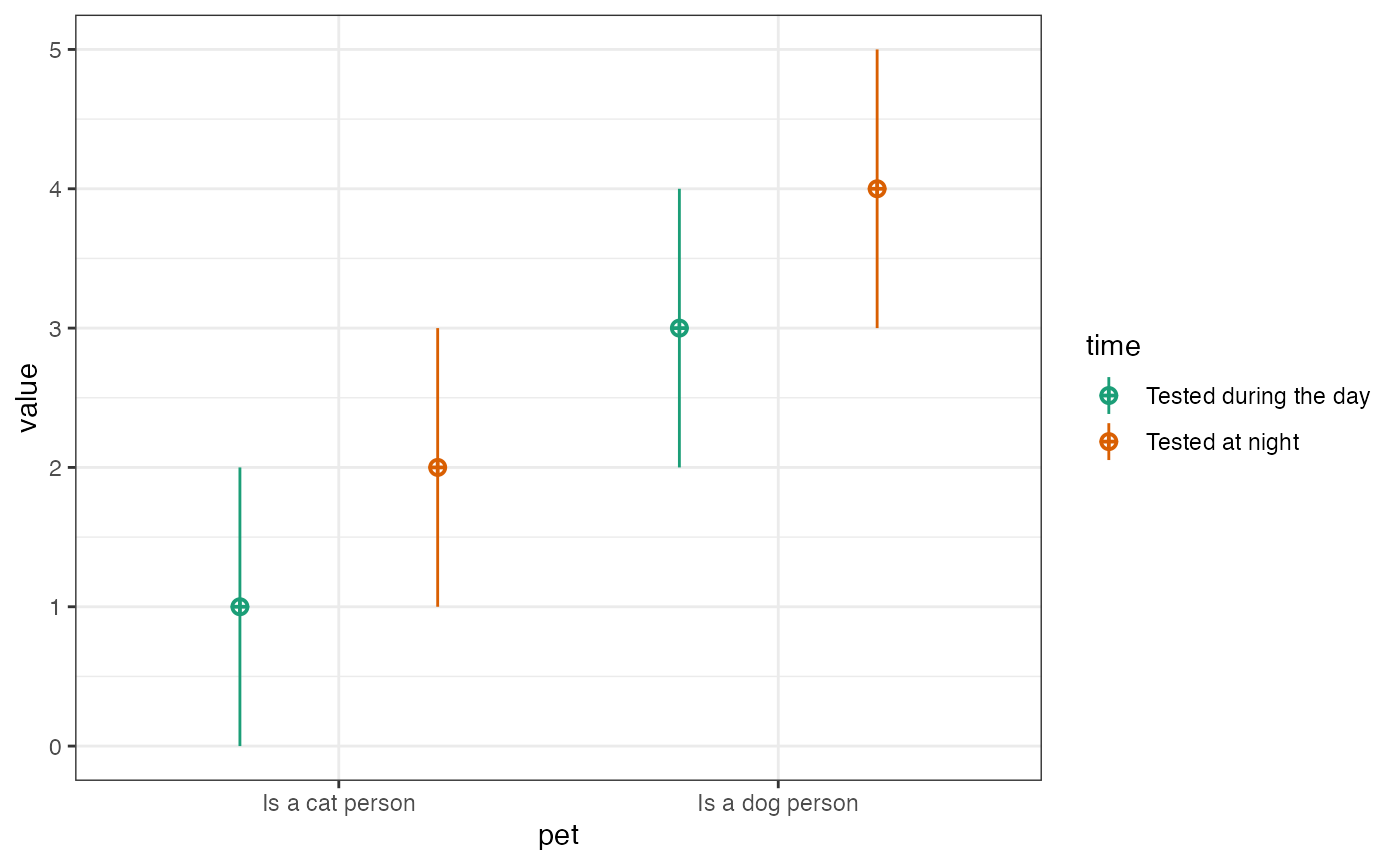 5
4
3
2
1
0
value
Is a cat person
Is a dog person
pet
time
Tested during the day
Tested at night